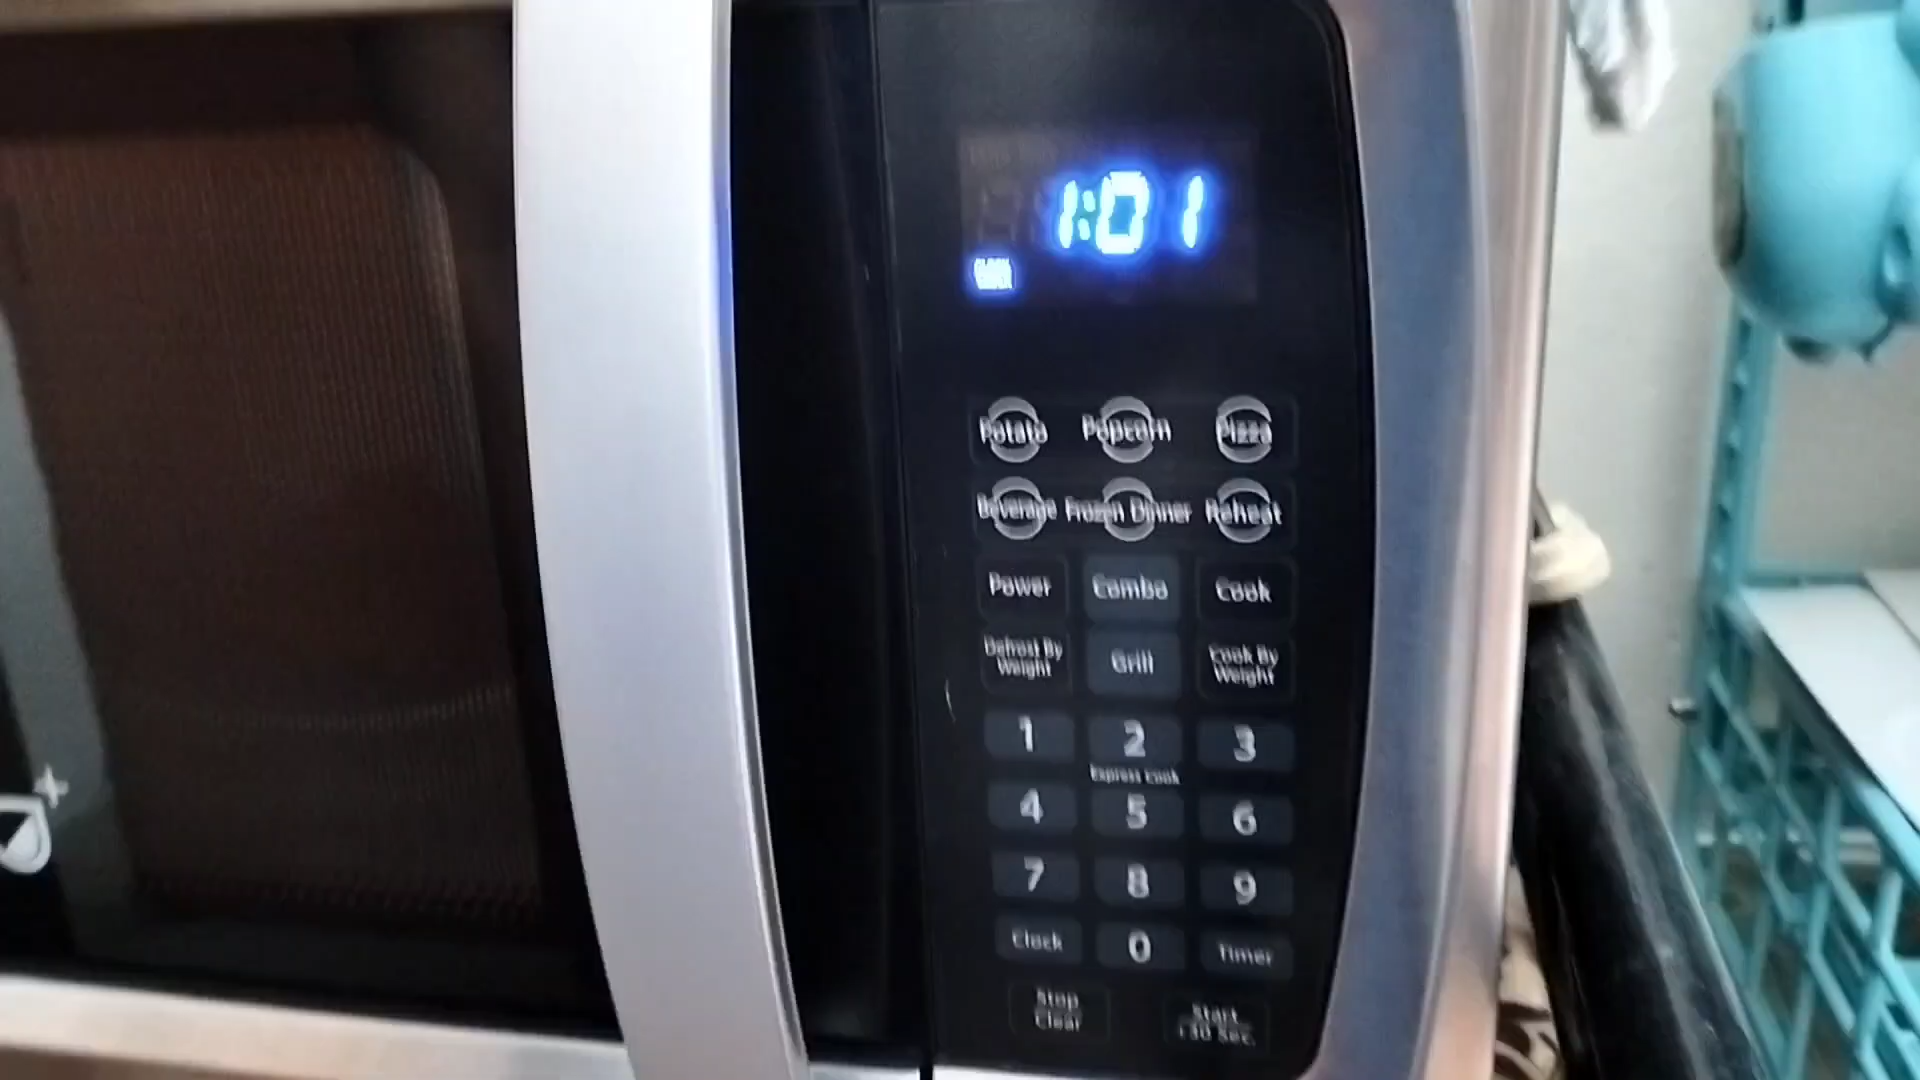 1:01
Potato Popcorn Pizza
Beverage Frozen Dinner Reheat
Power Combo Cook
Defrost By Weight
Grill
Cook By Weight
1 2 3
Express Cook
4 5 6
7 8 9
Clock 0 Timer
Stop
Clear
Start
+30 Sec.